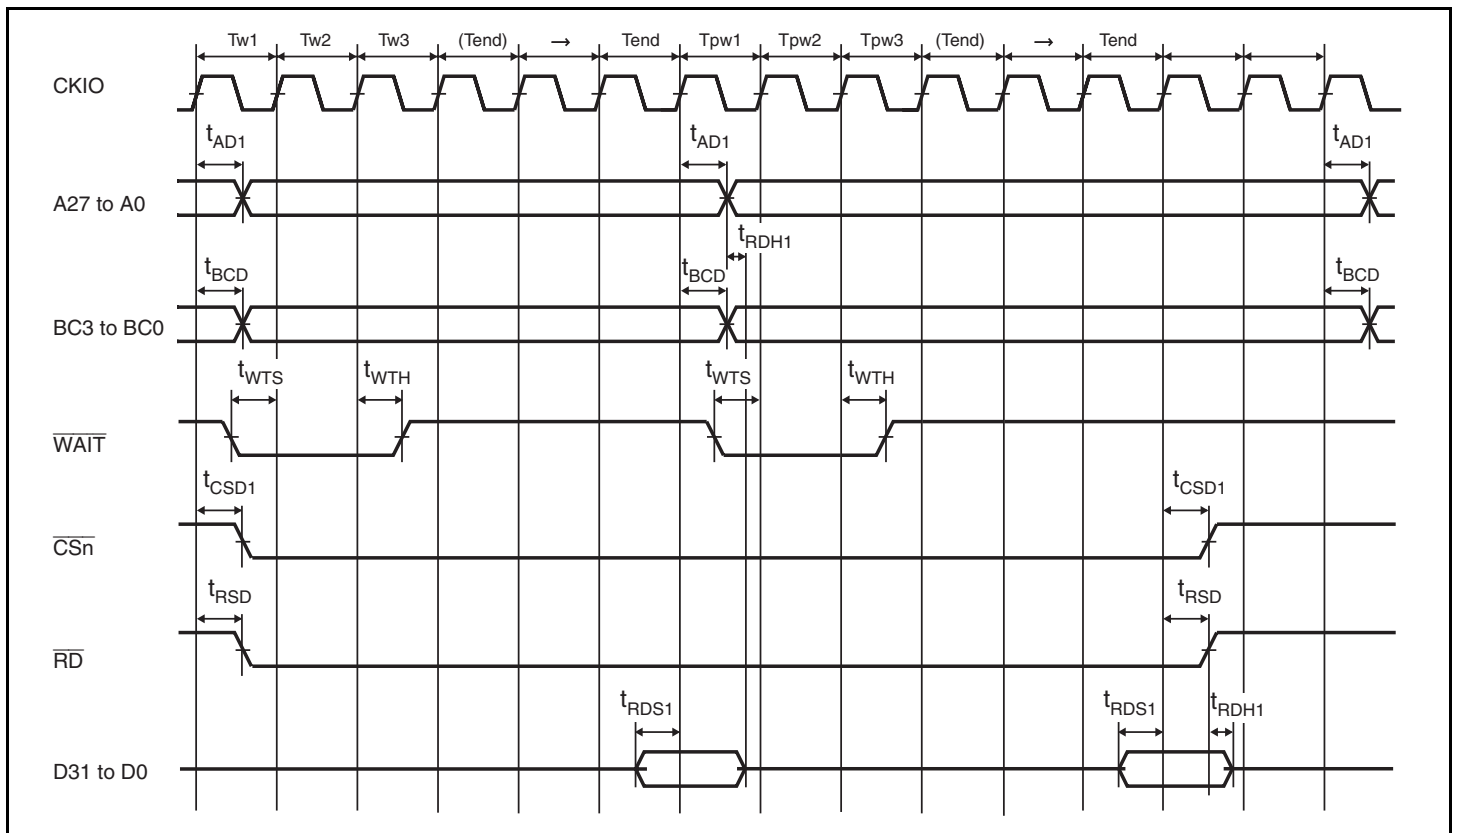 Tw1 Tw2 Tw3 (Tend) → Tend Tpw1 Tpw2 Tpw3 (Tend) → Tend
CKIO
tAD1 tAD1 tAD1
A27 to A0
tRDH1
tBCD tBCD tBCD
BC3 to BC0
tWTS tWTH tWTS tWTH
WAIT
tCSD1 tCSD1
CSn
tRSD tRSD
RD
tRDS1 tRDS1 tRDH1
D31 to D0